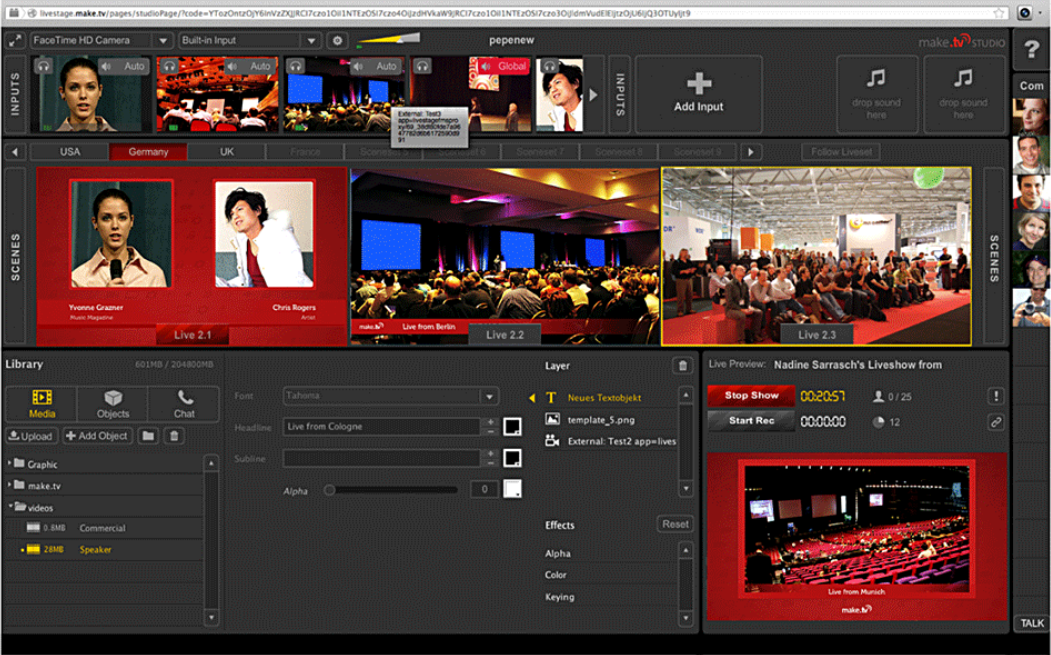 livestage.make.tv/pages/studioPage/?code=
FaceTime HD Camera
Built-in Input
pepenew
make.tv STUDIO
?
INPUTS
Auto
Auto
Auto
Global
INPUTS
Add Input
drop sound
here
drop sound
here
Com
External: Test3
USA
Germany
UK
France
Sceneset 5
Sceneset 6
Sceneset 7
Sceneset 8
Sceneset 9
Follow Liveset
SCENES
Yvonne Grazner
Music Magazine
Chris Rogers
Artist
Live 2.1
make.tv
Live from Berlin
Live 2.2
Live 2.3
SCENES
Library
601MB / 204800MB
Media
Objects
Chat
Upload
Add Object
Graphic
make.tv
videos
0.8MB
Commercial
28MB
Speaker
Font
Tahoma
Headline
Live from Cologne
Subline
Alpha
0
Layer
T
Neues Textobjekt
template_5.png
External: Test2 app=lives
Effects
Reset
Alpha
Color
Keying
Live Preview:
Nadine Sarrasch's Liveshow from
Stop Show
00:20:57
0 / 25
!
Start Rec
00:00:00
12
Live from Munich
make.tv
TALK